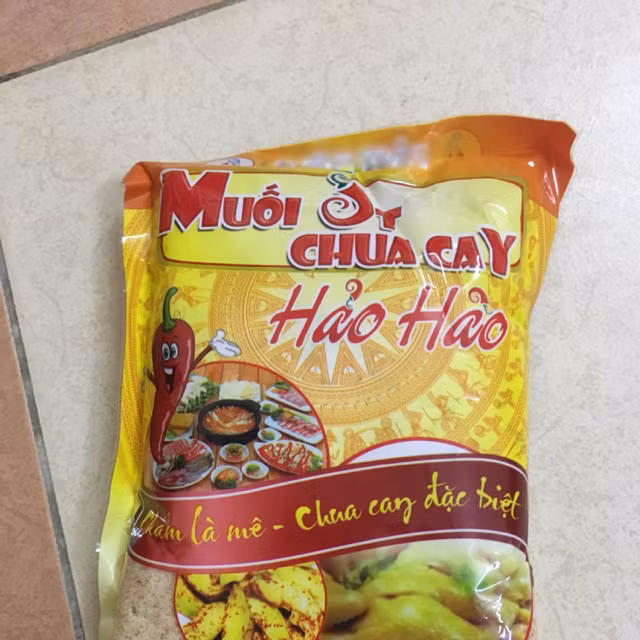 MUỐI ỚT
CHUA CAY
Hảo Hảo
Chấm là mê - Chua cay đặc biệt